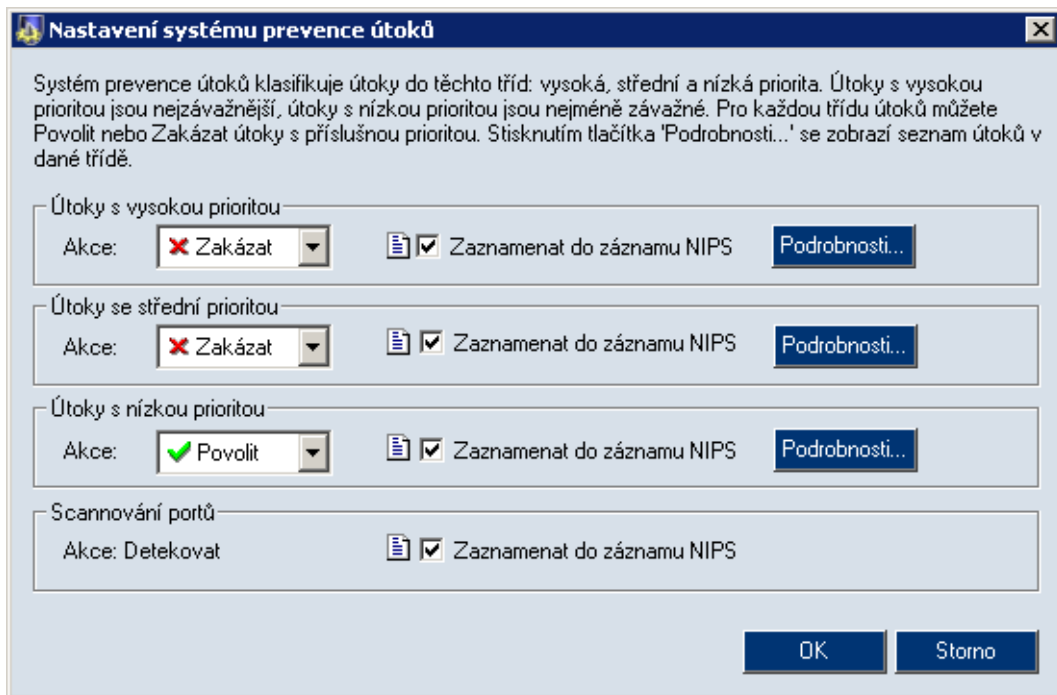 Nastavení systému prevence útoků
Systém prevence útoků klasifikuje útoky do těchto tříd: vysoká, střední a nízká priorita. Útoky s vysokou
prioritou jsou nejzávažnější, útoky s nízkou prioritou jsou nejméně závažné. Pro každou třídu útoků můžete
Povolit nebo Zakázat útoky s příslušnou prioritou. Stisknutím tlačítka 'Podrobnosti...' se zobrazí seznam útoků v
dané třídě.
Útoky s vysokou prioritou
Akce: Zakázat Zaznamenat do záznamu NIPS Podrobnosti...
Útoky se střední prioritou
Akce: Zakázat Zaznamenat do záznamu NIPS Podrobnosti...
Útoky s nízkou prioritou
Akce: Povolit Zaznamenat do záznamu NIPS Podrobnosti...
Scannování portů
Akce: Detekovat Zaznamenat do záznamu NIPS
OK Storno